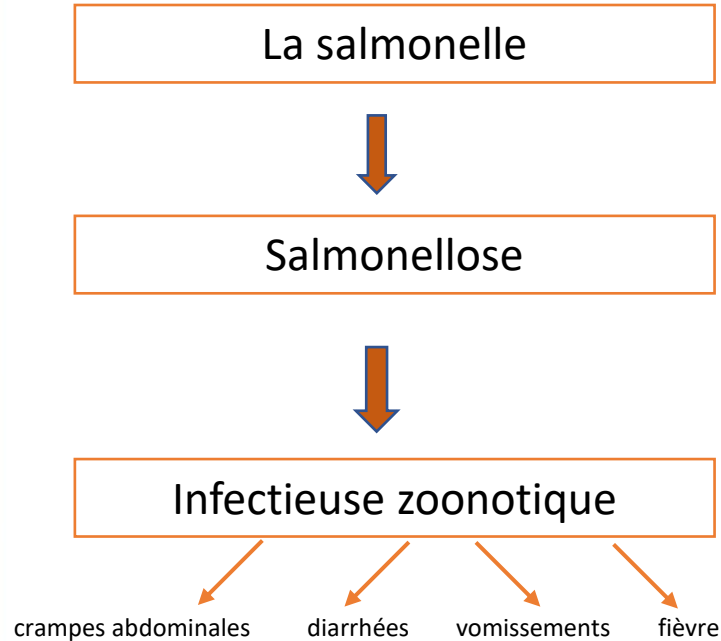 La salmonelle
Salmonellose
Infectieuse zoonotique
crampes abdominales diarrhées vomissements fièvre